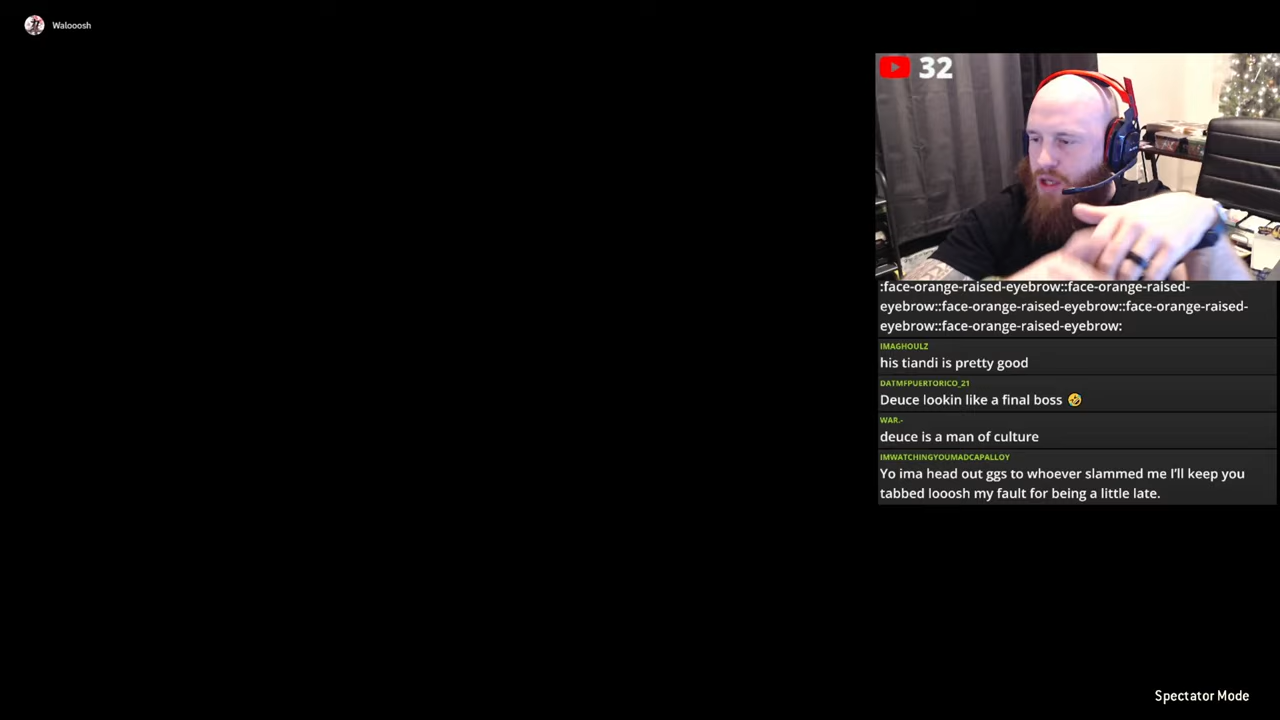 Walooosh
32
:face-orange-raised-eyebrow::face-orange-raised-
eyebrow::face-orange-raised-eyebrow::face-orange-raised-
eyebrow::face-orange-raised-eyebrow:
IMAGHOULZ
his tiandi is pretty good
DATMFPUERTORICO_21
Deuce lookin like a final boss 🤣
WAR.-
deuce is a man of culture
IMWATCHINGYOUMADCAPALLOY
Yo ima head out ggs to whoever slammed me I'll keep you
tabbed looosh my fault for being a little late.
Spectator Mode